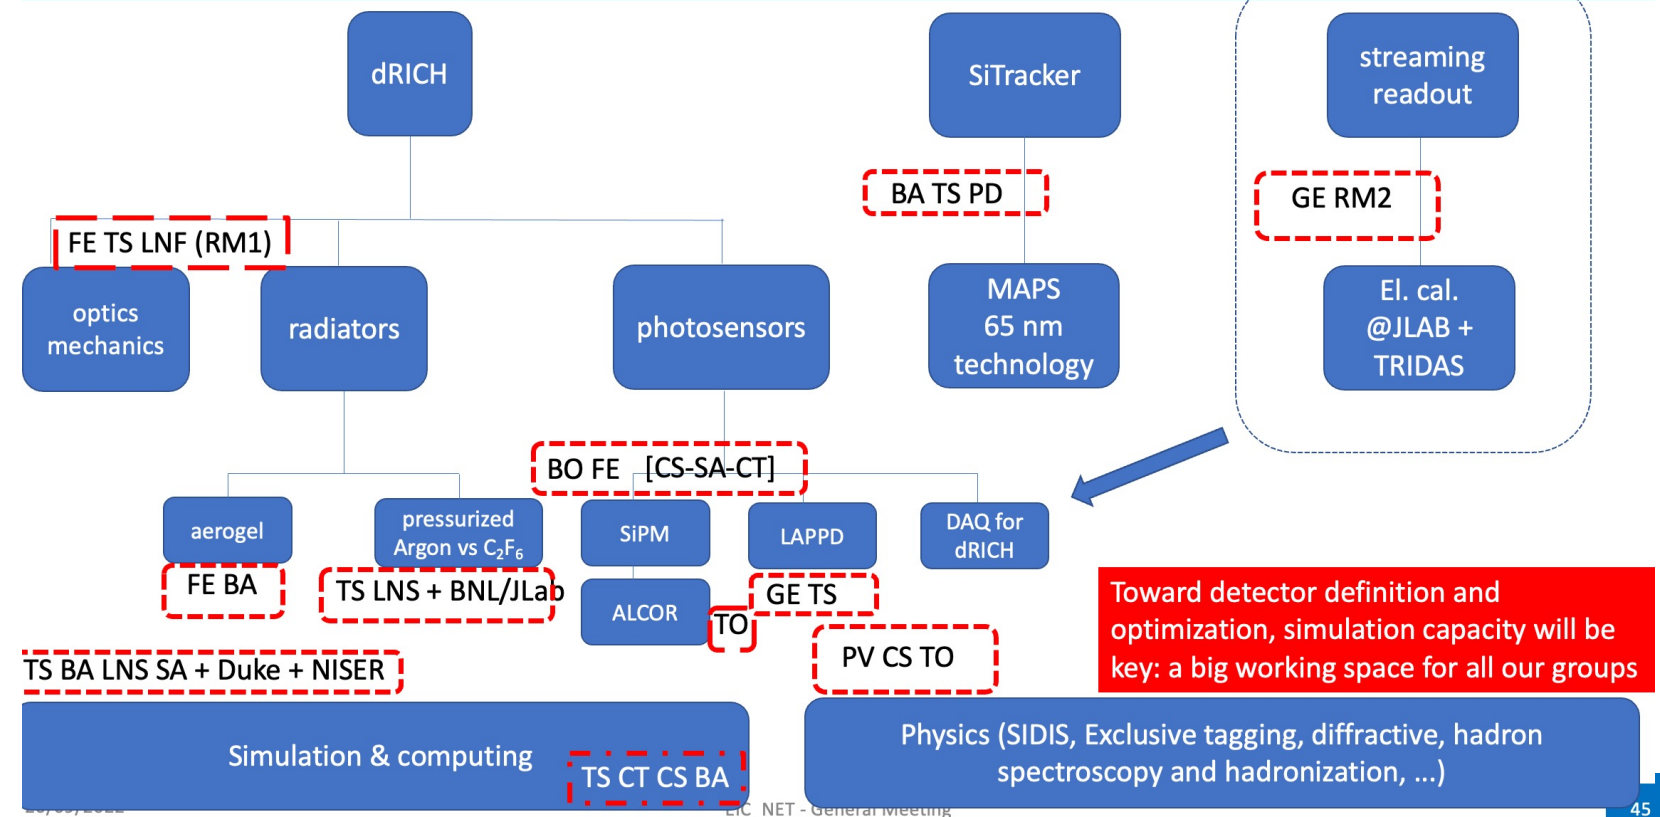 dRICH
SiTracker
streaming
readout
BA TS PD
GE RM2
FE TS LNF (RM1)
optics
mechanics
radiators
photosensors
MAPS
65 nm
technology
El. cal.
@JLAB +
TRIDAS
BO FE [CS-SA-CT]
aerogel
pressurized
Argon vs C₂F₆
SiPM
LAPPD
DAQ for
dRICH
FE BA
TS LNS + BNL/JLab
ALCOR
TO
GE TS
Toward detector definition and
optimization, simulation capacity will be
key: a big working space for all our groups
PV CS TO
TS BA LNS SA + Duke + NISER
Simulation & computing
TS CT CS BA
Physics (SIDIS, Exclusive tagging, diffractive, hadron
spectroscopy and hadronization, ...)
EIC_NET - General Meeting
45